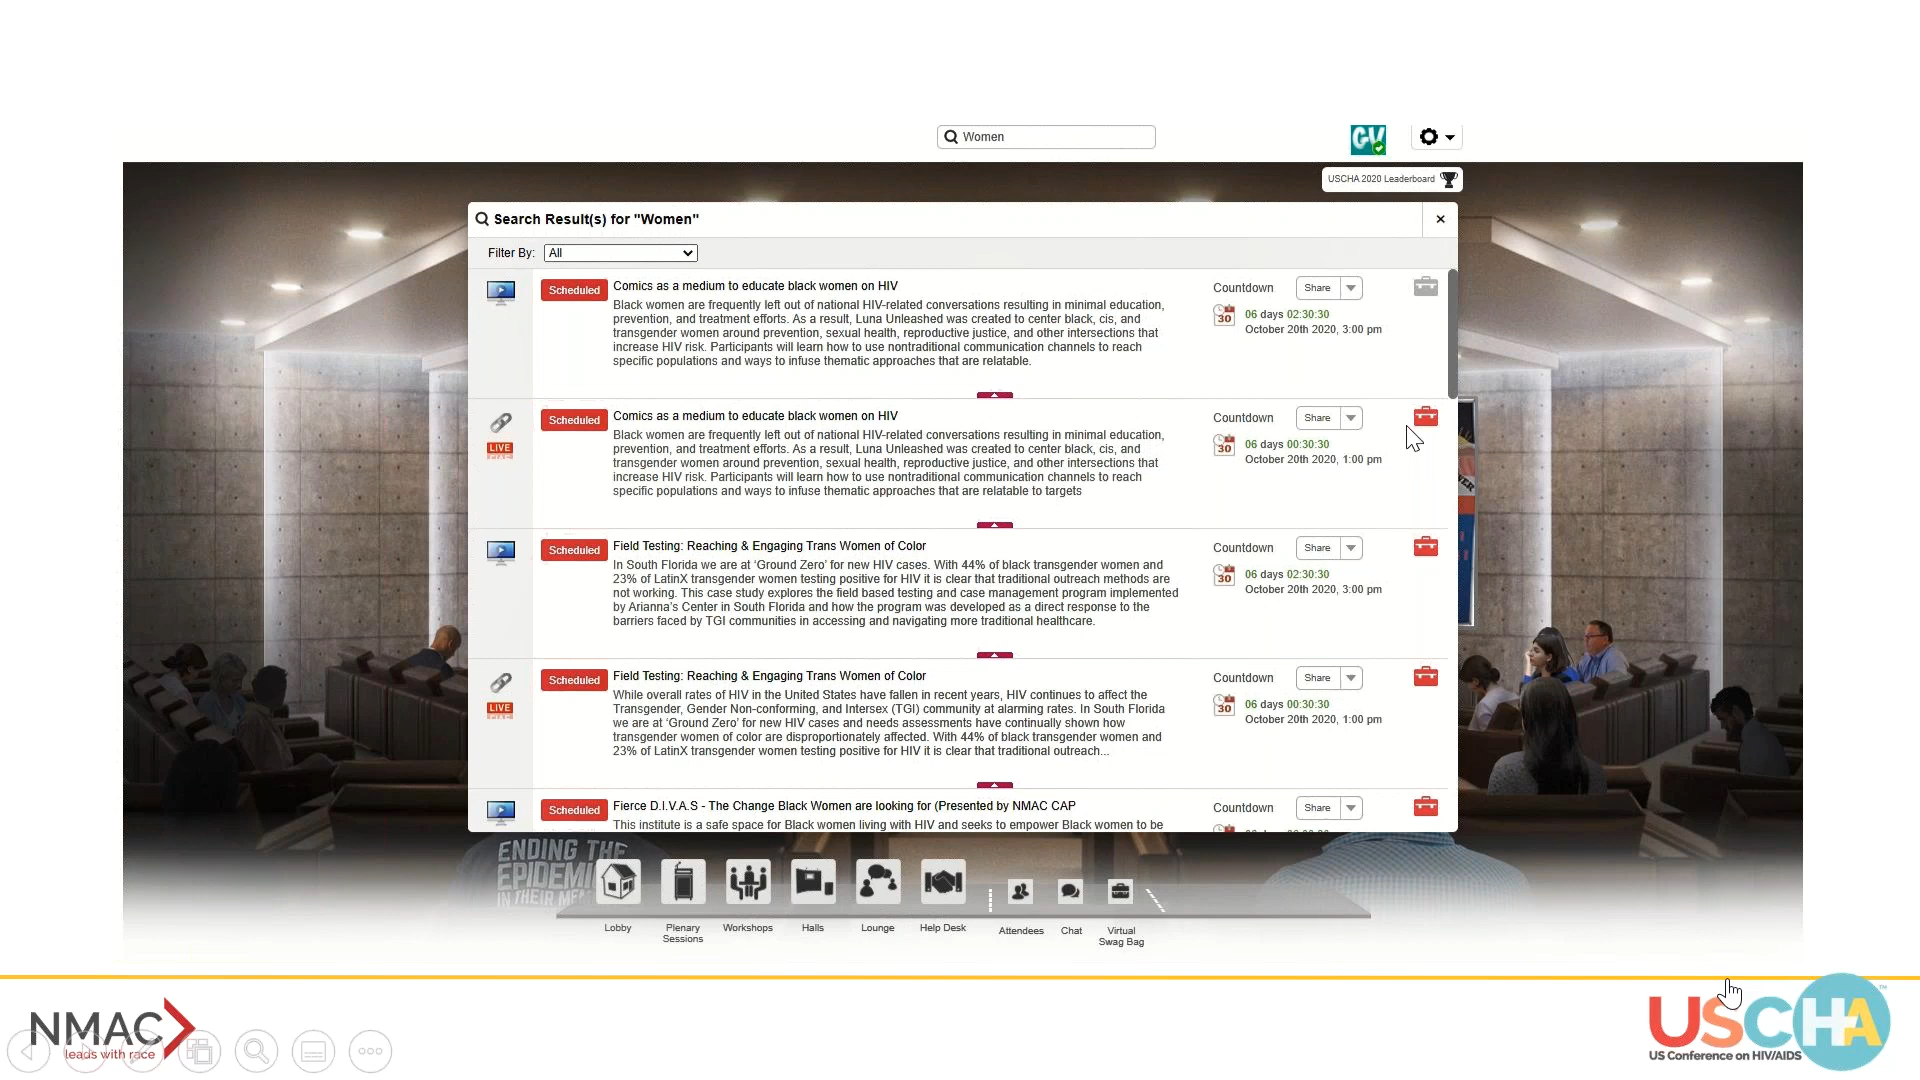 Women
GV
USCHA 2020 Leaderboard
Search Result(s) for "Women"
×
Filter By: All
Scheduled
Comics as a medium to educate black women on HIV
Black women are frequently left out of national HIV-related conversations resulting in minimal education,
prevention, and treatment efforts. As a result, Luna Unleashed was created to center black, cis, and
transgender women around prevention, sexual health, reproductive justice, and other intersections that
increase HIV risk. Participants will learn how to use nontraditional communication channels to reach
specific populations and ways to infuse thematic approaches that are relatable.
Countdown
Share
30
06 days 02:30:30
October 20th 2020, 3:00 pm
LIVE
Scheduled
Comics as a medium to educate black women on HIV
Black women are frequently left out of national HIV-related conversations resulting in minimal education,
prevention, and treatment efforts. As a result, Luna Unleashed was created to center black, cis, and
transgender women around prevention, sexual health, reproductive justice, and other intersections that
increase HIV risk. Participants will learn how to use nontraditional communication channels to reach
specific populations and ways to infuse thematic approaches that are relatable to targets
Countdown
Share
30
06 days 00:30:30
October 20th 2020, 1:00 pm
Scheduled
Field Testing: Reaching & Engaging Trans Women of Color
In South Florida we are at ‘Ground Zero’ for new HIV cases. With 44% of black transgender women and
23% of LatinX transgender women testing positive for HIV it is clear that traditional outreach methods are
not working. This case study explores the field based testing and case management program implemented
by Arianna’s Center in South Florida and how the program was developed as a direct response to the
barriers faced by TGI communities in accessing and navigating more traditional healthcare.
Countdown
Share
30
06 days 02:30:30
October 20th 2020, 3:00 pm
LIVE
Scheduled
Field Testing: Reaching & Engaging Trans Women of Color
While overall rates of HIV in the United States have fallen in recent years, HIV continues to affect the
Transgender, Gender Non-conforming, and Intersex (TGI) community at alarming rates. In South Florida
we are at ‘Ground Zero’ for new HIV cases and needs assessments have continually shown how
transgender women of color are disproportionately affected. With 44% of black transgender women and
23% of LatinX transgender women testing positive for HIV it is clear that traditional outreach...
Countdown
Share
30
06 days 00:30:30
October 20th 2020, 1:00 pm
Scheduled
Fierce D.I.V.A.S - The Change Black Women are looking for (Presented by NMAC CAP
This institute is a safe space for Black women living with HIV and seeks to empower Black women to be
Countdown
Share
ENDING THE
EPIDEMI
IN THEIR
Lobby
Plenary
Sessions
Workshops
Halls
Lounge
Help Desk
Attendees
Chat
Virtual
Swag Bag
NMAC
leads with race
USCHA
US Conference on HIV/AIDS